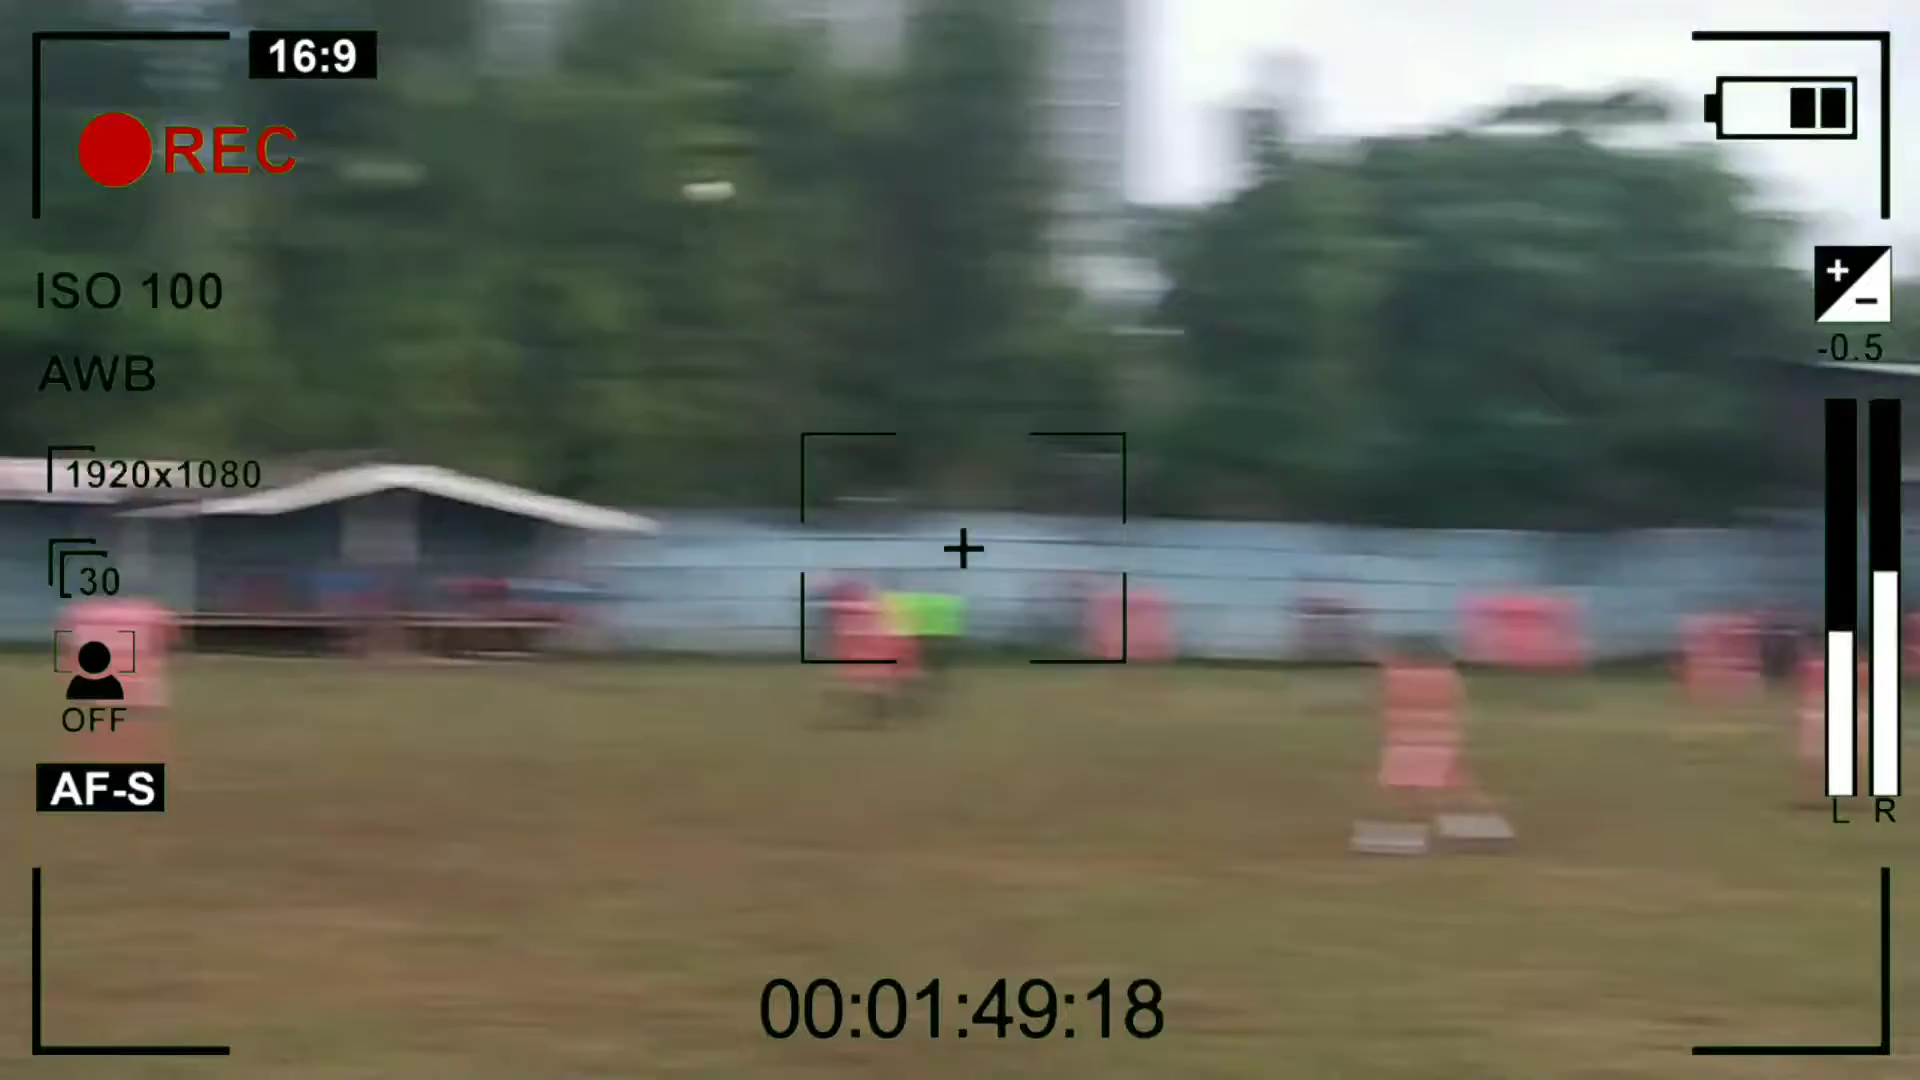 16:9
REC
ISO 100
AWB
1920x1080
30
OFF
AF-S
+
-
-0.5
L R
00:01:49:18